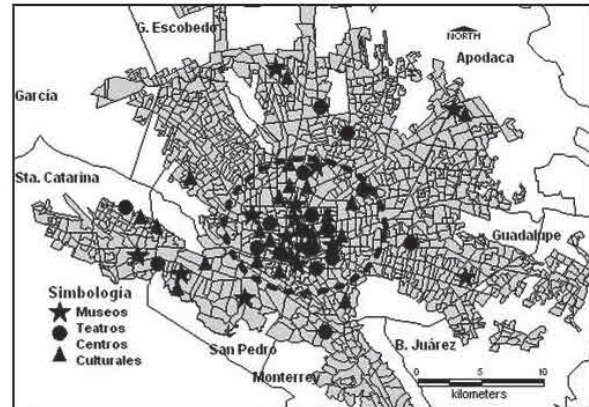 G. Escobedo
NORTH
Apodaca
García
Sta. Catarina
Guadalupe
Simbología
Museos
Teatros
Centros
Culturales
San Pedro
B. Juárez
Monterrey
0 5 10
kilometers